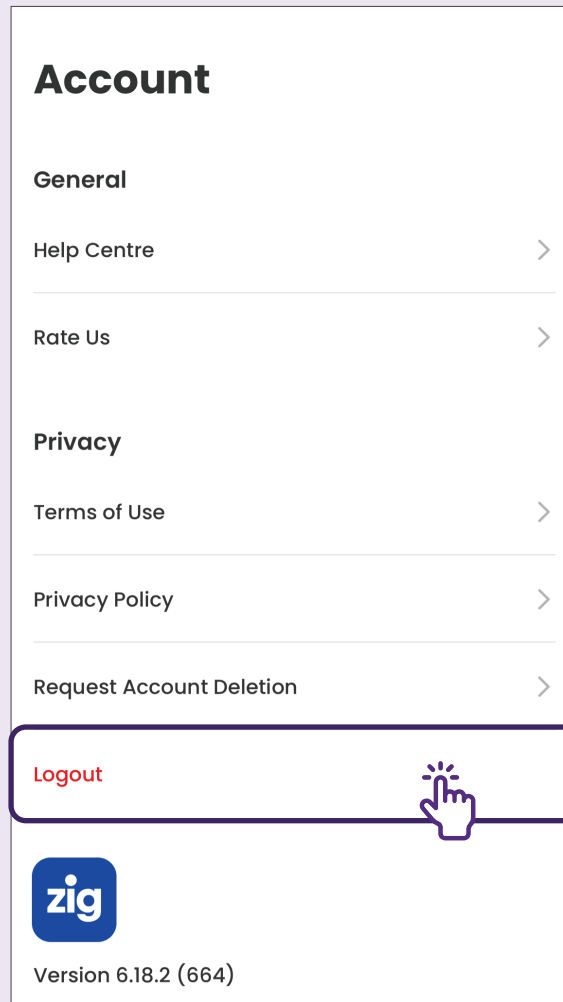 Account
General
Help Centre
Rate Us
Privacy
Terms of Use
Privacy Policy
Request Account Deletion
Logout
zig
Version 6.18.2 (664)